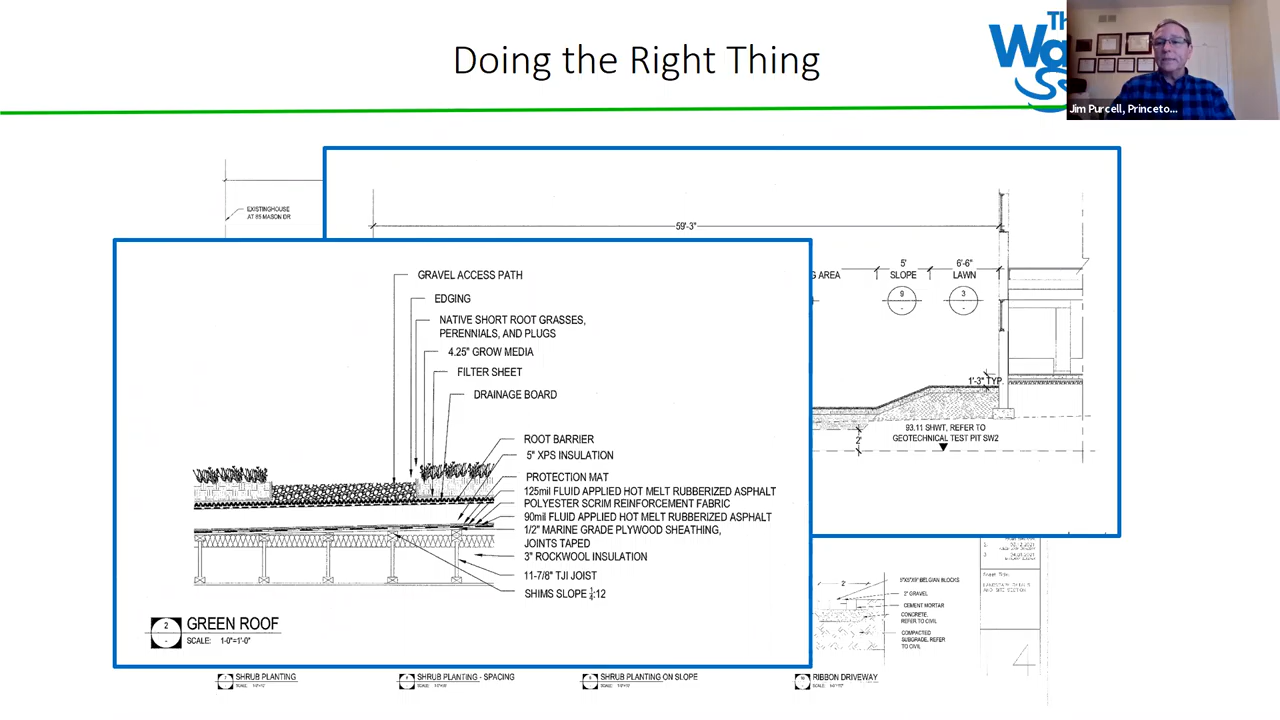 Doing the Right Thing
Jim Purcell, Princeto...
EXISTINGHOUSE
AT 85 MASON DR
59'-3"
5'
SLOPE
6'-6"
LAWN
G AREA
9
3
1'-3" TYP.
93.11 SHWT, REFER TO
GEOTECHNICAL TEST PIT SW2
2'
GRAVEL ACCESS PATH
EDGING
NATIVE SHORT ROOT GRASSES,
PERENNIALS, AND PLUGS
4.25" GROW MEDIA
FILTER SHEET
DRAINAGE BOARD
ROOT BARRIER
5" XPS INSULATION
PROTECTION MAT
125mil FLUID APPLIED HOT MELT RUBBERIZED ASPHALT
POLYESTER SCRIM REINFORCEMENT FABRIC
90mil FLUID APPLIED HOT MELT RUBBERIZED ASPHALT
1/2" MARINE GRADE PLYWOOD SHEATHING,
JOINTS TAPED
3" ROCKWOOL INSULATION
11-7/8" TJI JOIST
SHIMS SLOPE 1/4:12
2
GREEN ROOF
SCALE: 1-0"=1'-0"
2'
2" GRAVEL
CEMENT MORTAR
CONCRETE,
REFER TO CIVIL
COMPACTED
SUBGRADE, REFER
TO CIVIL
4
SHRUB PLANTING
SHRUB PLANTING - SPACING
SHRUB PLANTING ON SLOPE
RIBBON DRIVEWAY